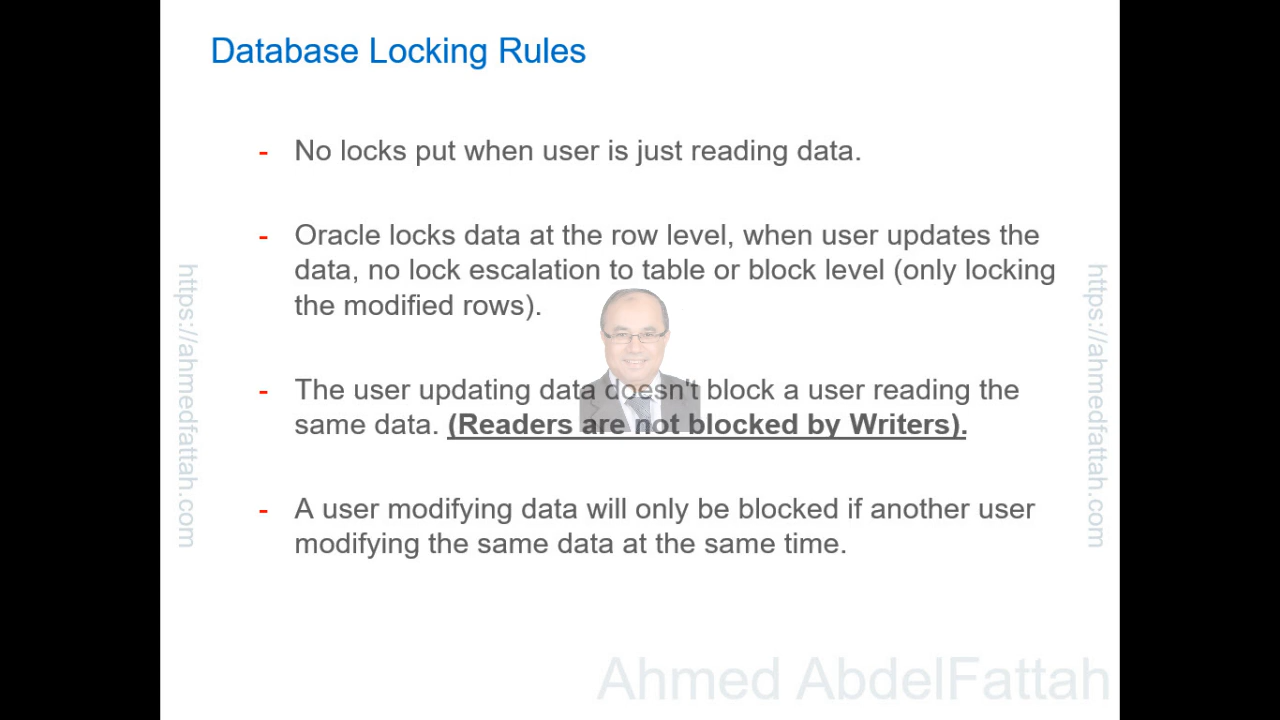 Database Locking Rules
- No locks put when user is just reading data.
- Oracle locks data at the row level, when user updates the
data, no lock escalation to table or block level (only locking
the modified rows).
- The user updating data doesn't block a user reading the
same data. (Readers are not blocked by Writers).
- A user modifying data will only be blocked if another user
modifying the same data at the same time.
https://ahmedfattah.com
https://ahmedfattah.com
Ahmed AbdelFattah